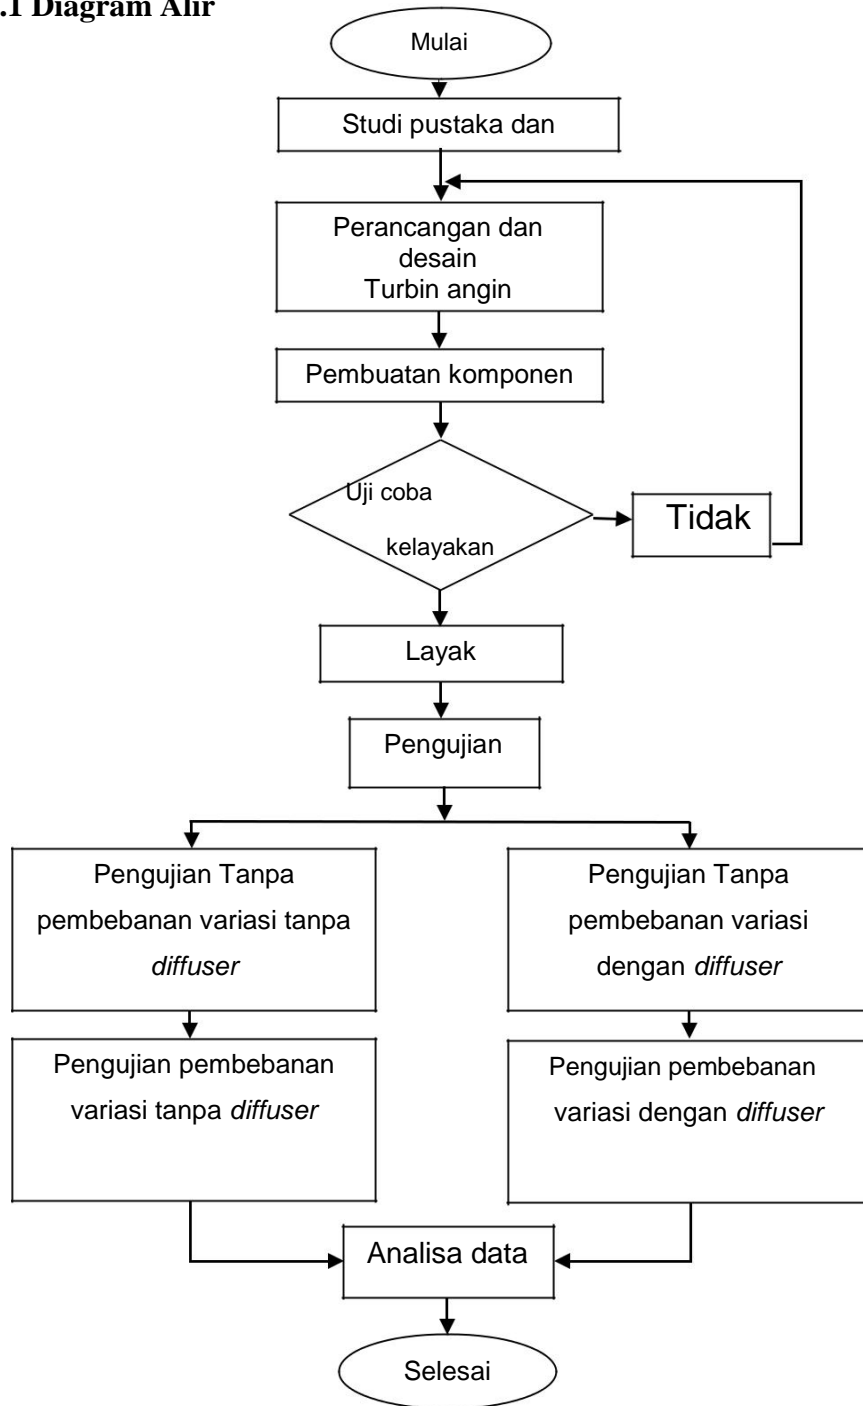 .1 Diagram Alir
Mulai
Studi pustaka dan
Perancangan dan
desain
Turbin angin
Pembuatan komponen
Uji coba
kelayakan
Tidak
Layak
Pengujian
Pengujian Tanpa
pembebanan variasi tanpa
diffuser
Pengujian Tanpa
pembebanan variasi
dengan diffuser
Pengujian pembebanan
variasi tanpa diffuser
Pengujian pembebanan
variasi dengan diffuser
Analisa data
Selesai